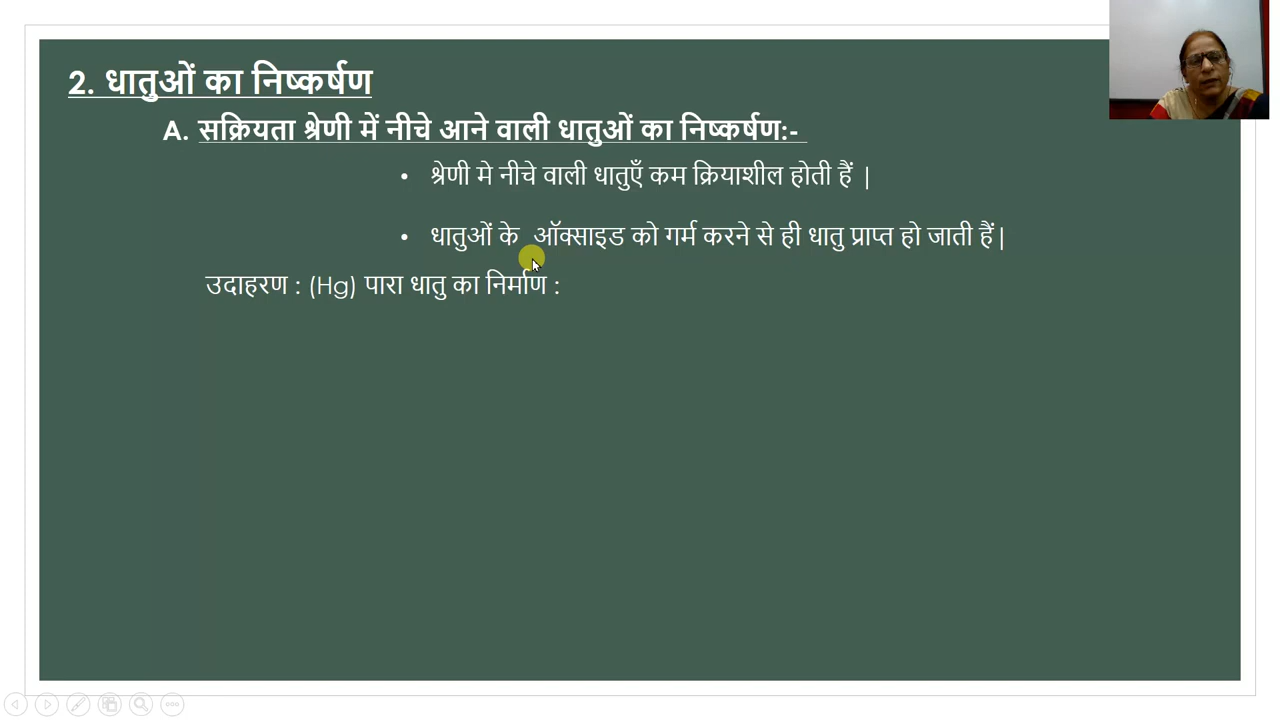 2. धातुओं का निष्कर्षण
A. सक्रियता श्रेणी में नीचे आने वाली धातुओं का निष्कर्षण:-
• श्रेणी मे नीचे वाली धातुएँ कम क्रियाशील होती हैं |
• धातुओं के ऑक्साइड को गर्म करने से ही धातु प्राप्त हो जाती हैं|
उदाहरण : (Hg) पारा धातु का निर्माण :